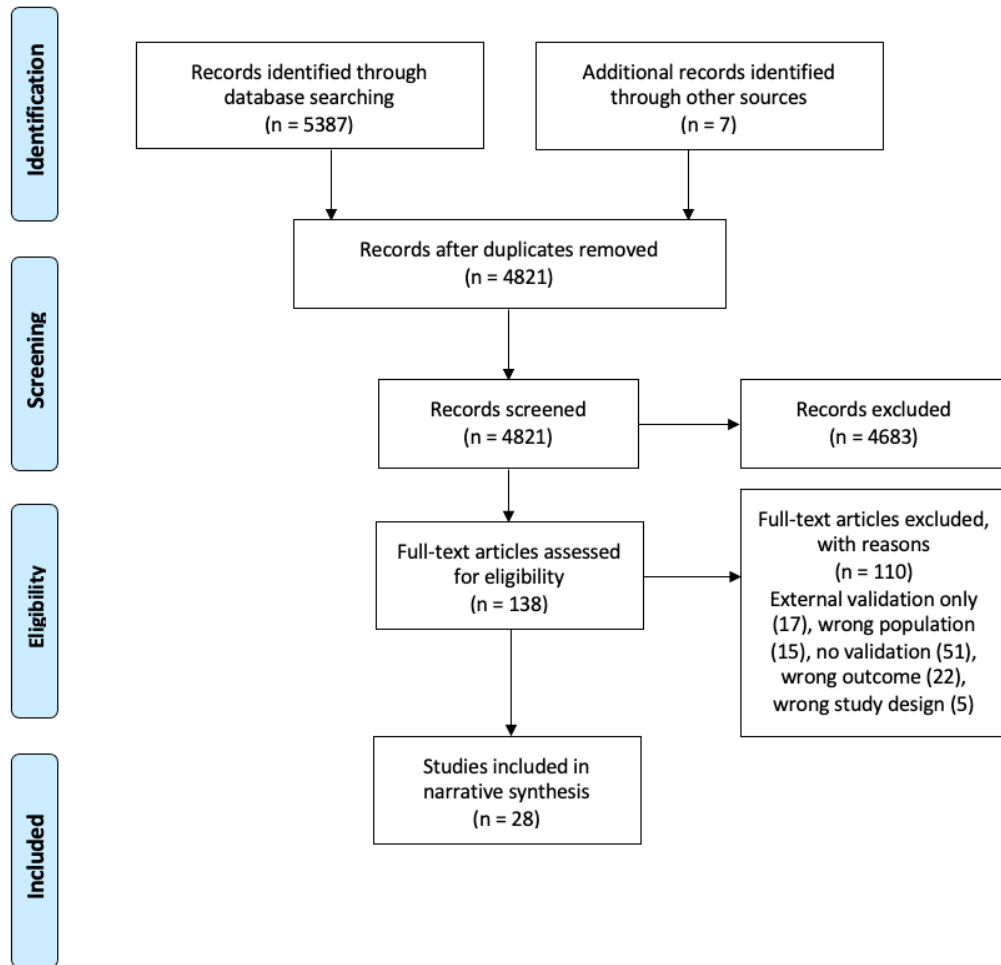 Identification
Records identified through
database searching
(n = 5387)
Additional records identified
through other sources
(n = 7)
Records after duplicates removed
(n = 4821)
Screening
Records screened
(n = 4821)
Records excluded
(n = 4683)
Eligibility
Full-text articles assessed
for eligibility
(n = 138)
Full-text articles excluded,
with reasons
(n = 110)
External validation only
(17), wrong population
(15), no validation (51),
wrong outcome (22),
wrong study design (5)
Included
Studies included in
narrative synthesis
(n = 28)